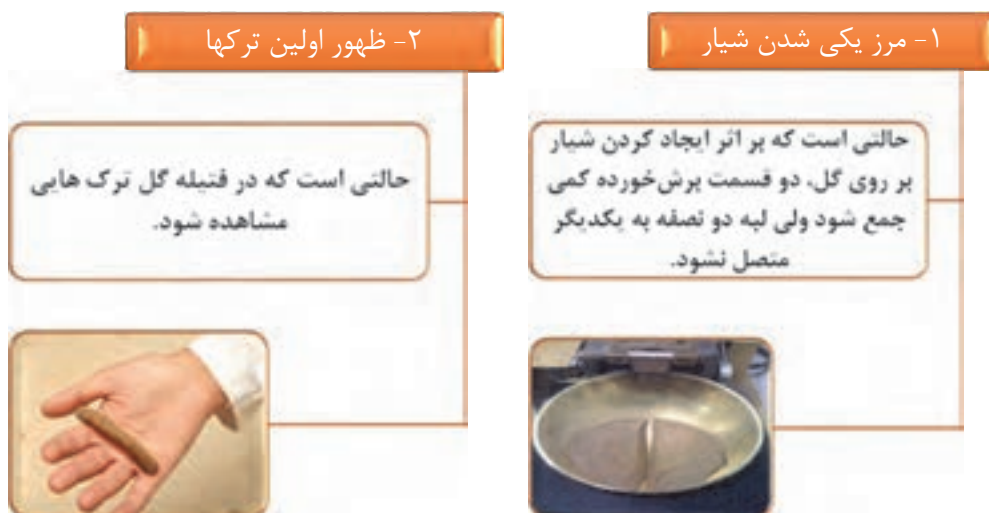 ۱- مرز یکی شدن شیار
حالتی است که بر اثر ایجاد کردن شیار
بر روی گل، دو قسمت برش‌خورده کمی
جمع شود ولی لبه دو نصفه به یکدیگر
متصل نشود.
۲- ظهور اولین ترکها
حالتی است که در فتیله گل ترک هایی
مشاهده شود.